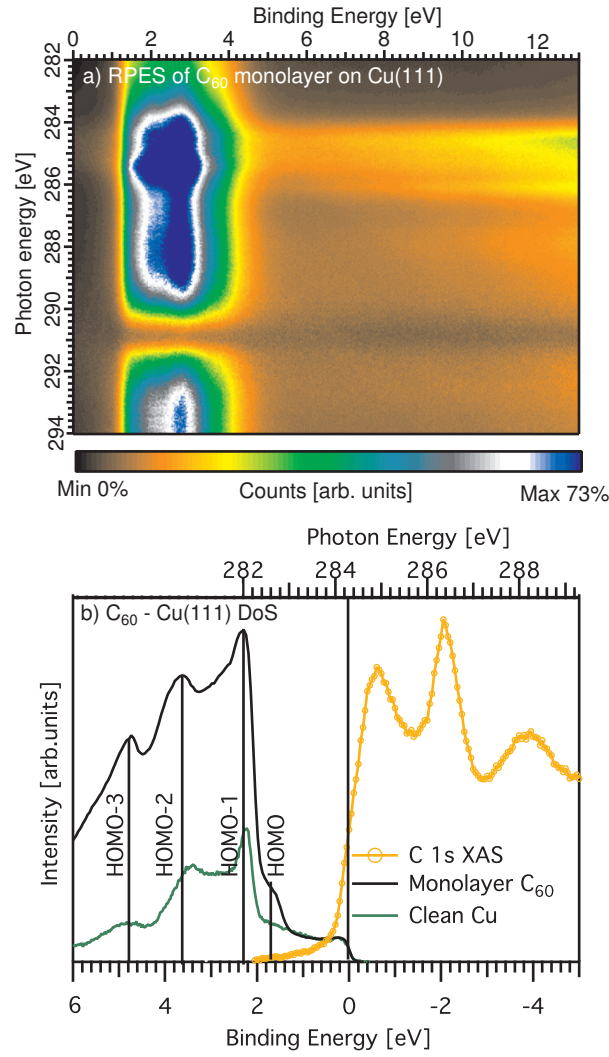 Binding Energy [eV]
0 2 4 6 8 10 12
a) RPES of C60 monolayer on Cu(111)
Photon energy [eV]
282
284
286
288
290
292
294
Min 0% Counts [arb. units] Max 73%
Photon Energy [eV]
282 284 286 288
b) C60 - Cu(111) DoS
Intensity [arb.units]
HOMO-3
HOMO-2
HOMO-1
HOMO
C 1s XAS
Monolayer C60
Clean Cu
6 4 2 0 -2 -4
Binding Energy [eV]